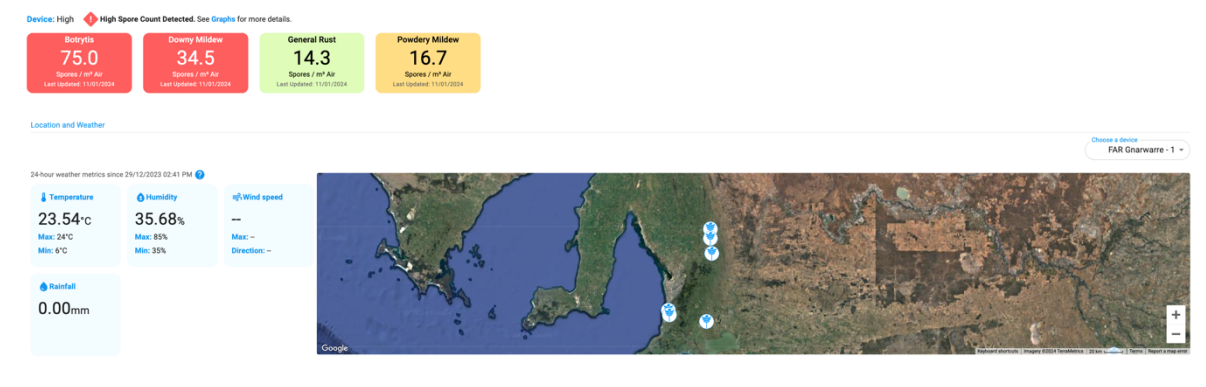 Device: High High Spore Count Detected. See Graphs for more details.
Botrytis
75.0
Spores / m³ Air
Last Updated: 11/01/2024
Downy Mildew
34.5
Spores / m³ Air
Last Updated: 11/01/2024
General Rust
14.3
Spores / m³ Air
Last Updated: 11/01/2024
Powdery Mildew
16.7
Spores / m³ Air
Last Updated: 11/01/2024
Location and Weather
Choose a device
FAR Gnarwarre - 1
24-hour weather metrics since 29/12/2023 02:41 PM ?
Temperature
23.54°C
Max: 24°C
Min: 6°C
Humidity
35.68%
Max: 85%
Min: 35%
Wind speed
--
Max: --
Direction: --
Rainfall
0.00mm
+
−
Google
Keyboard shortcuts Imagery ©2024 TerraMetrics 20 km Terms Report a map error